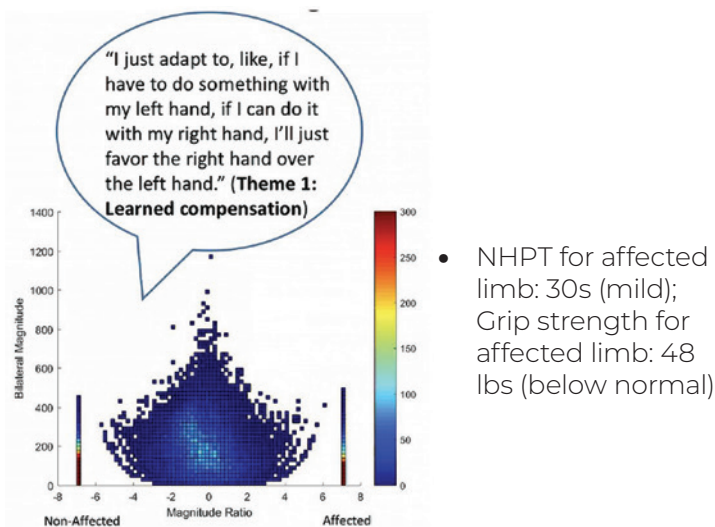 “I just adapt to, like, if I
have to do something with
my left hand, if I can do it
with my right hand, I’ll just
favor the right hand over
the left hand.” (Theme 1:
Learned compensation)
1400
1200
1000
800
600
400
200
0
Bilateral Magnitude
-8 -6 -4 -2 0 2 4 6 8
Non-Affected Magnitude Ratio Affected
300
250
200
150
100
50
0
• NHPT for affected
limb: 30s (mild);
Grip strength for
affected limb: 48
lbs (below normal)